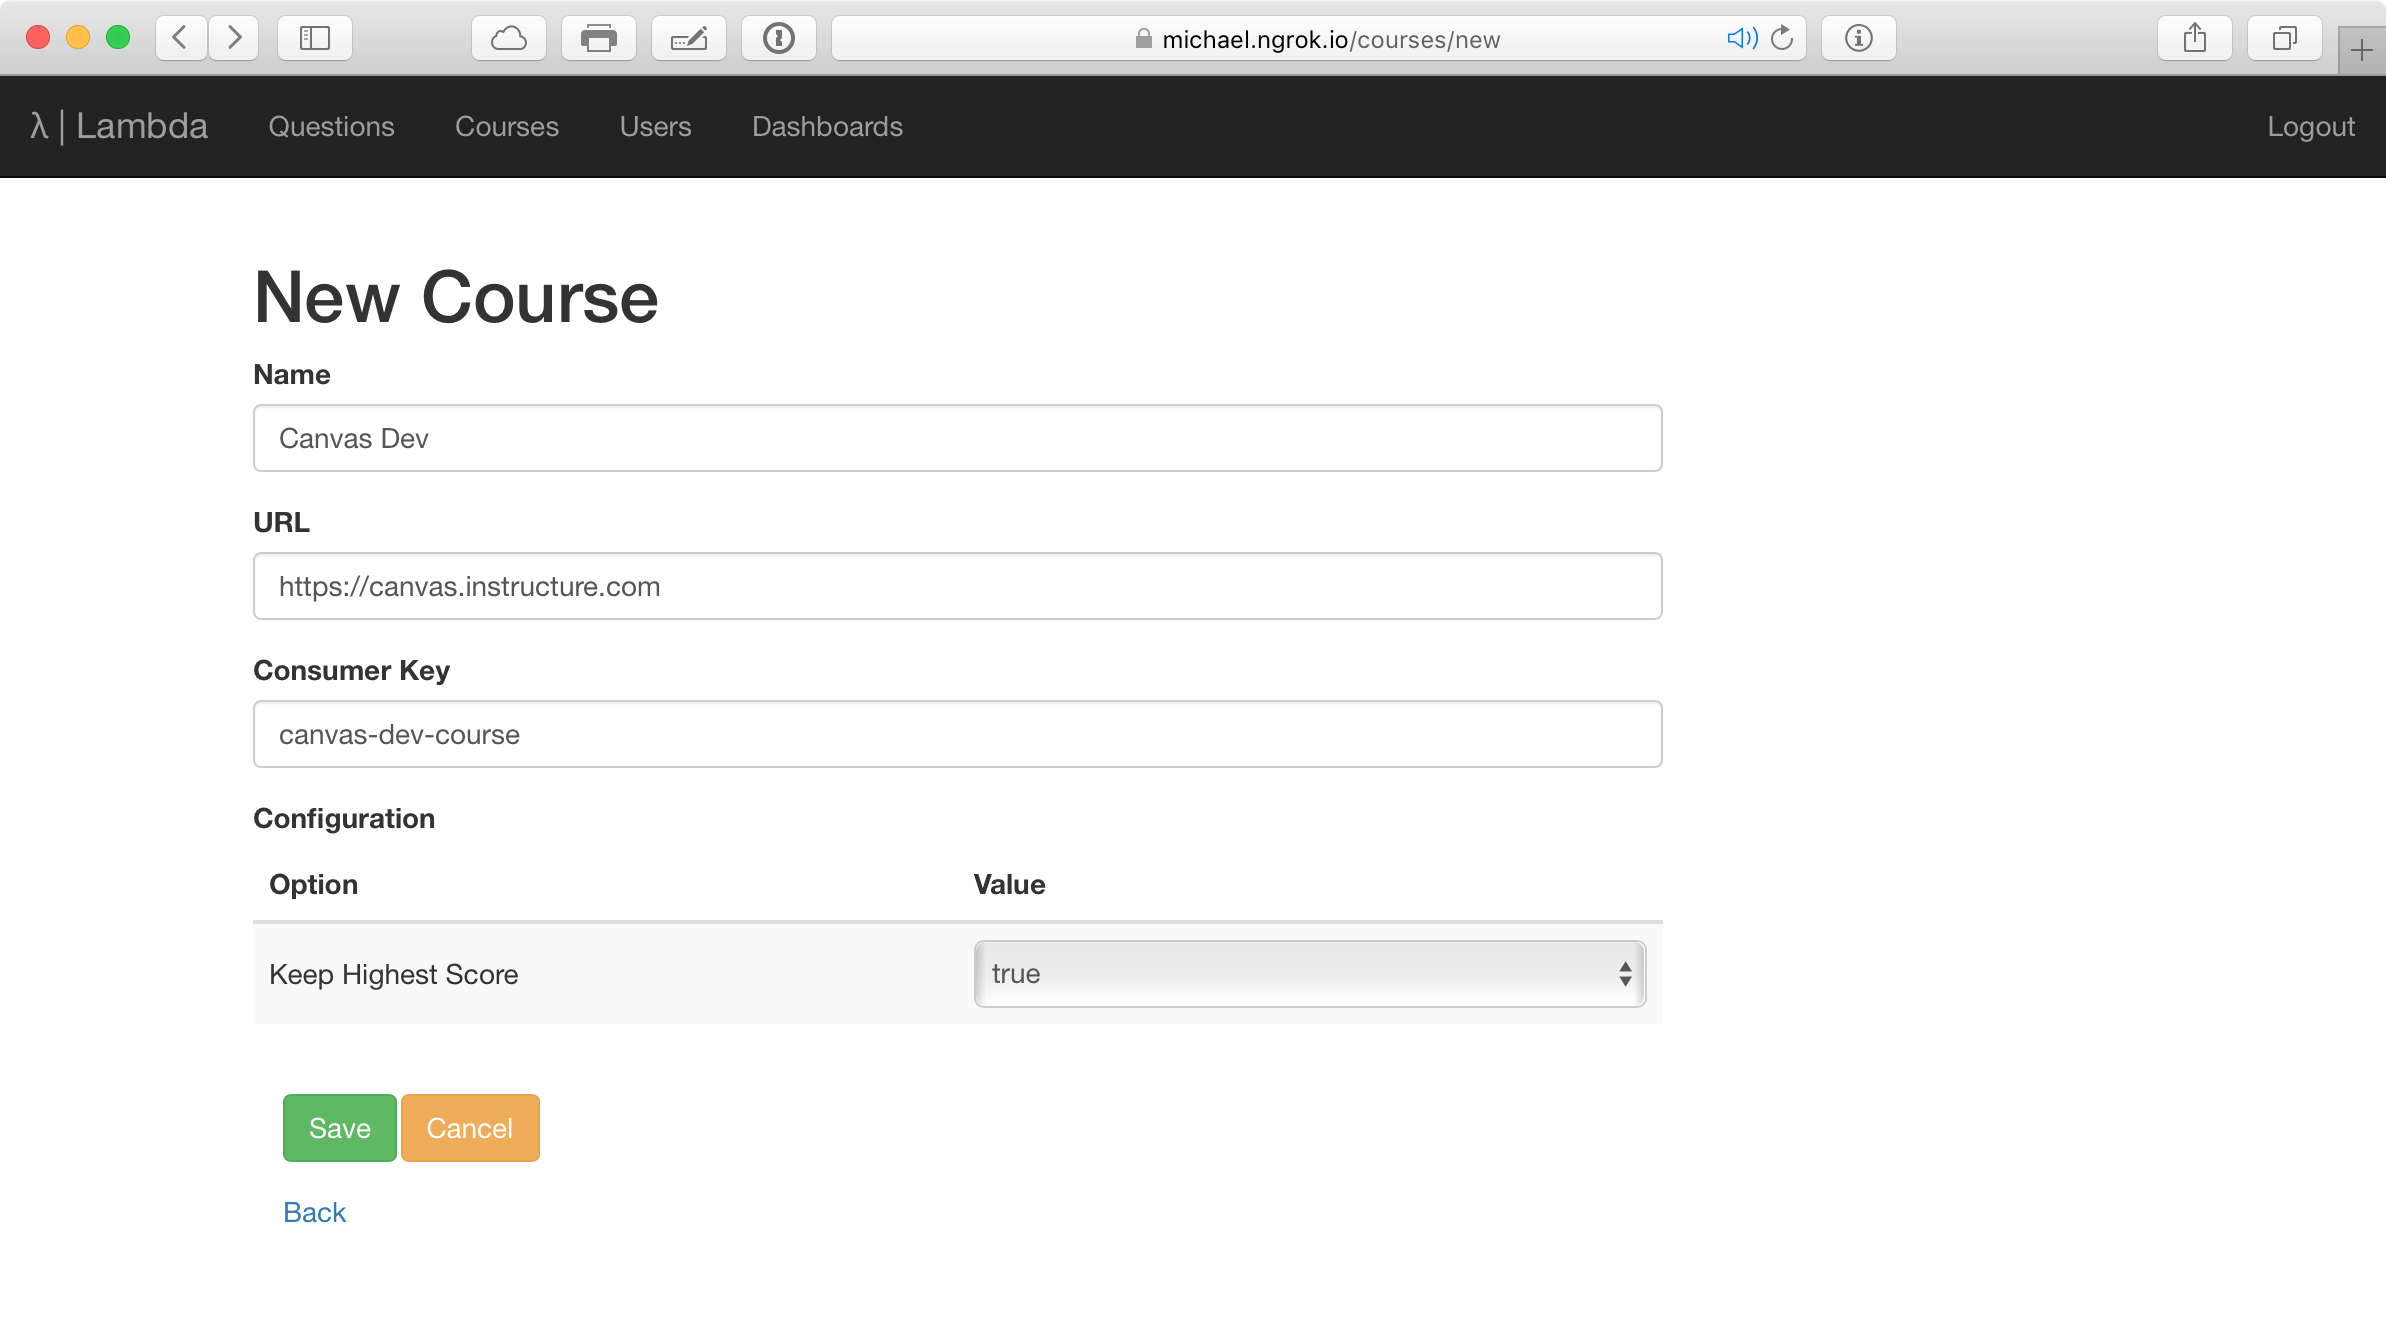 michael.ngrok.io/courses/new
λ | Lambda Questions Courses Users Dashboards Logout
New Course
Name
Canvas Dev
URL
https://canvas.instructure.com
Consumer Key
canvas-dev-course
Configuration
Option Value
Keep Highest Score true
Save Cancel
Back